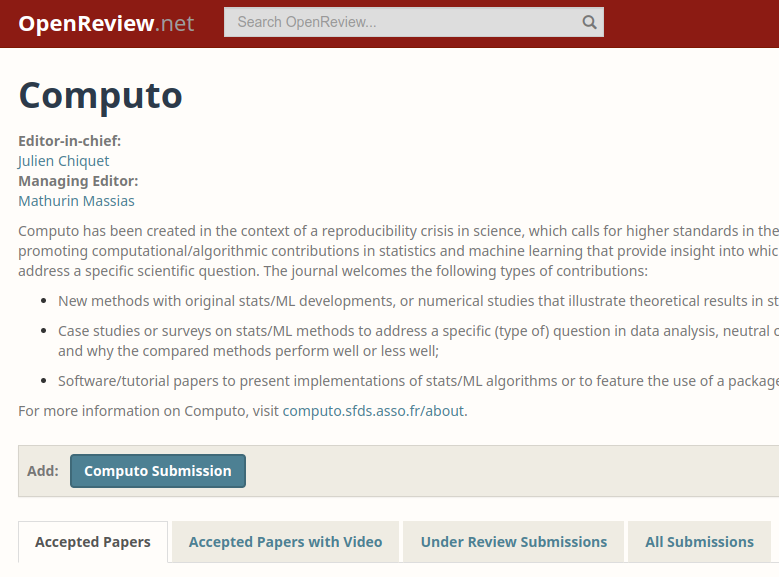 OpenReview.net
Search OpenReview...
Computo
Editor-in-chief:
Julien Chiquet
Managing Editor:
Mathurin Massias
Computo has been created in the context of a reproducibility crisis in science, which calls for higher standards in the
promoting computational/algorithmic contributions in statistics and machine learning that provide insight into which
address a specific scientific question. The journal welcomes the following types of contributions:
New methods with original stats/ML developments, or numerical studies that illustrate theoretical results in
Case studies or surveys on stats/ML methods to address a specific (type of) question in data analysis, neutral
and why the compared methods perform well or less well;
Software/tutorial papers to present implementations of stats/ML algorithms or to feature the use of a package
For more information on Computo, visit computo.sfds.asso.fr/about.
Add: Computo Submission
Accepted Papers Accepted Papers with Video Under Review Submissions All Submissions